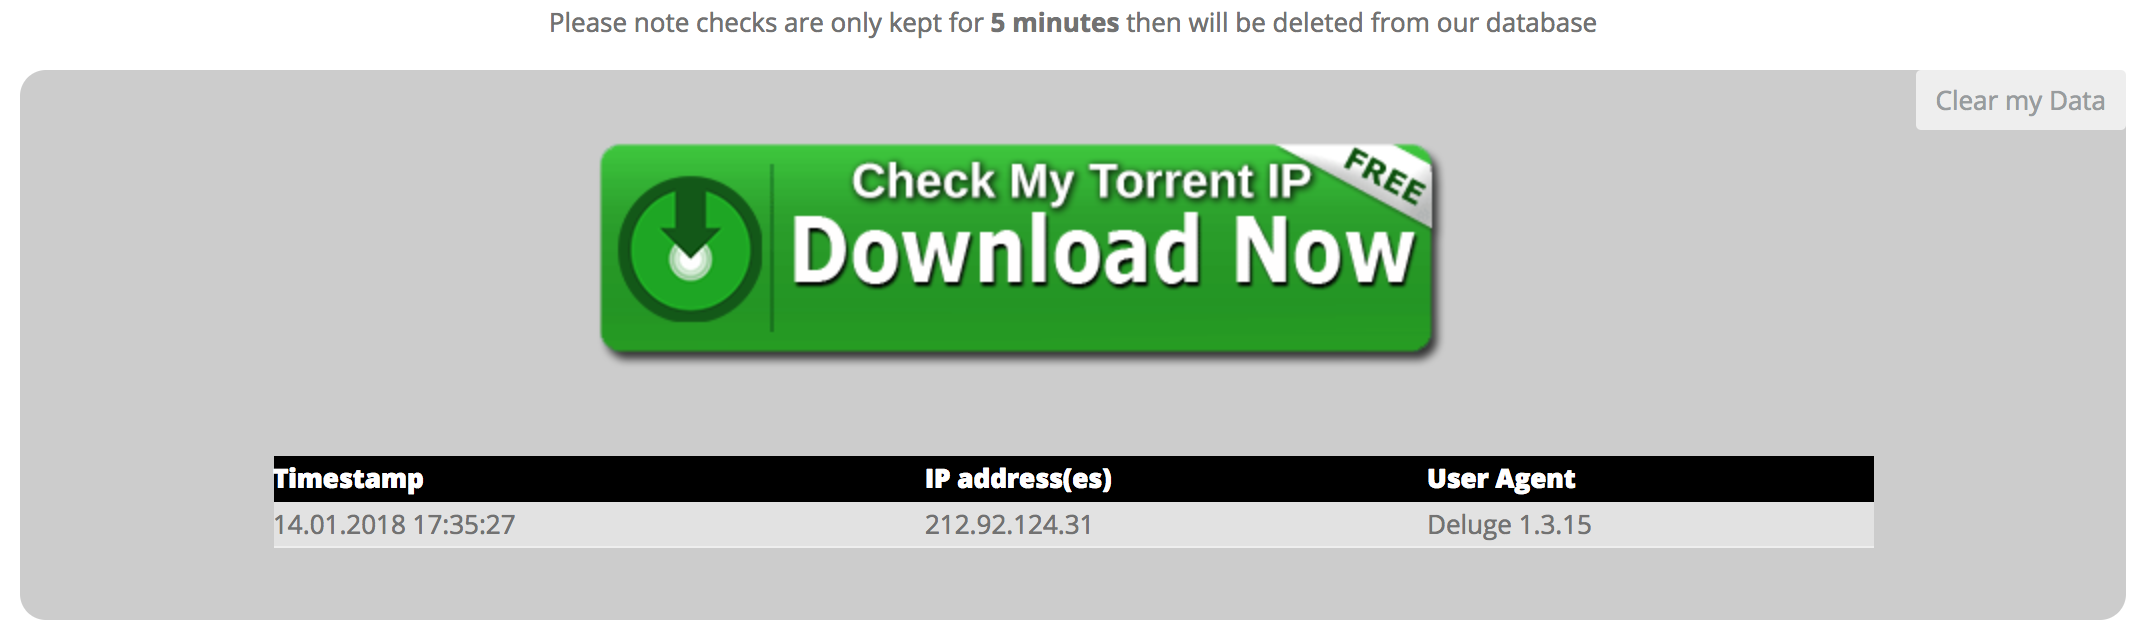 Please note checks are only kept for 5 minutes then will be deleted from our database
Clear my Data
Check My Torrent IP
FREE
Download Now
Timestamp IP address(es) User Agent
14.01.2018 17:35:27 212.92.124.31 Deluge 1.3.15